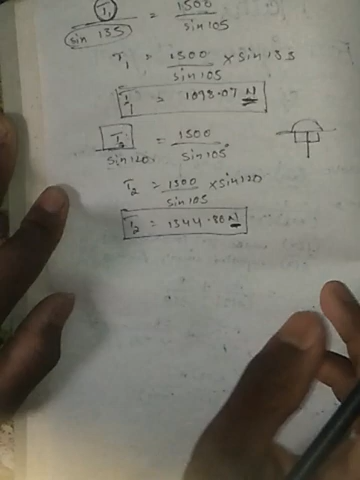 T₁ / sin 135 = 1500 / sin 105
T₁ = 1500 / sin 105 × sin 135
T₁ = 1098.07 N
T₂ / sin 120 = 1500 / sin 105
T₂ = 1500 / sin 105 × sin 120
T₂ = 1344.80 N